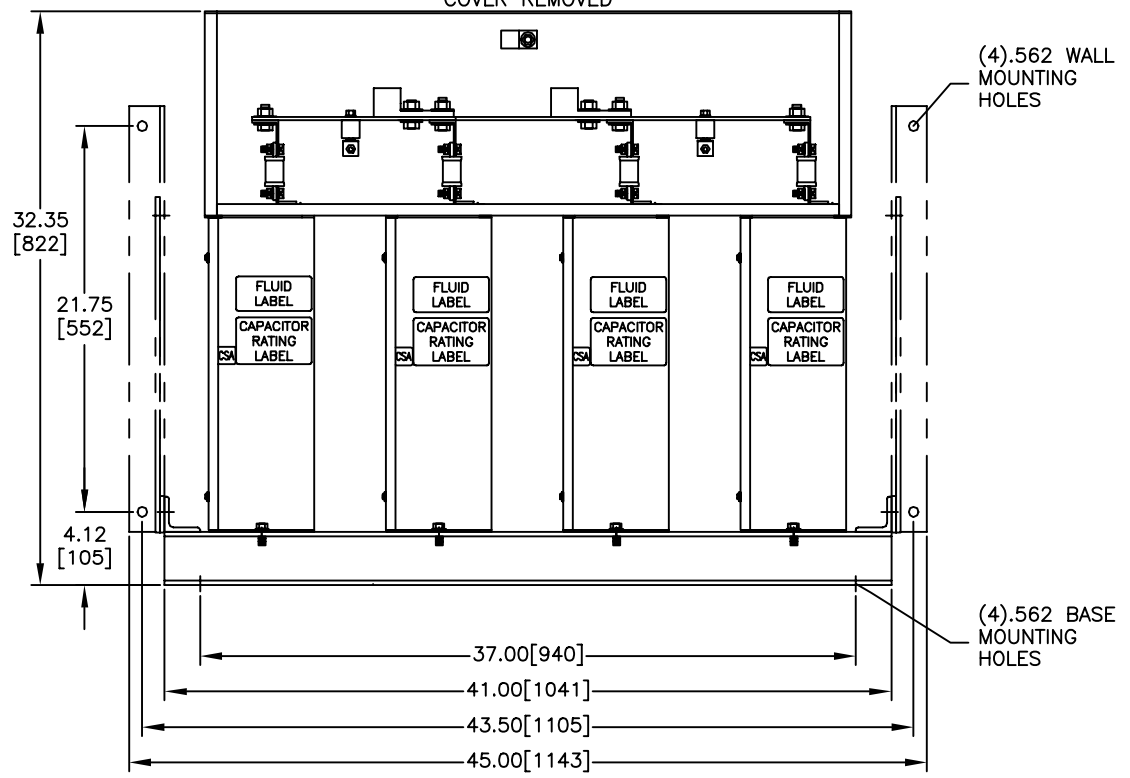 COVER REMOVED
(4).562 WALL
MOUNTING
HOLES
32.35
[822]
21.75
[552]
4.12
[105]
FLUID
LABEL
CAPACITOR
RATING
LABEL
CSA
FLUID
LABEL
CAPACITOR
RATING
LABEL
CSA
FLUID
LABEL
CAPACITOR
RATING
LABEL
CSA
FLUID
LABEL
CAPACITOR
RATING
LABEL
CSA
(4).562 BASE
MOUNTING
HOLES
37.00[940]
41.00[1041]
43.50[1105]
45.00[1143]